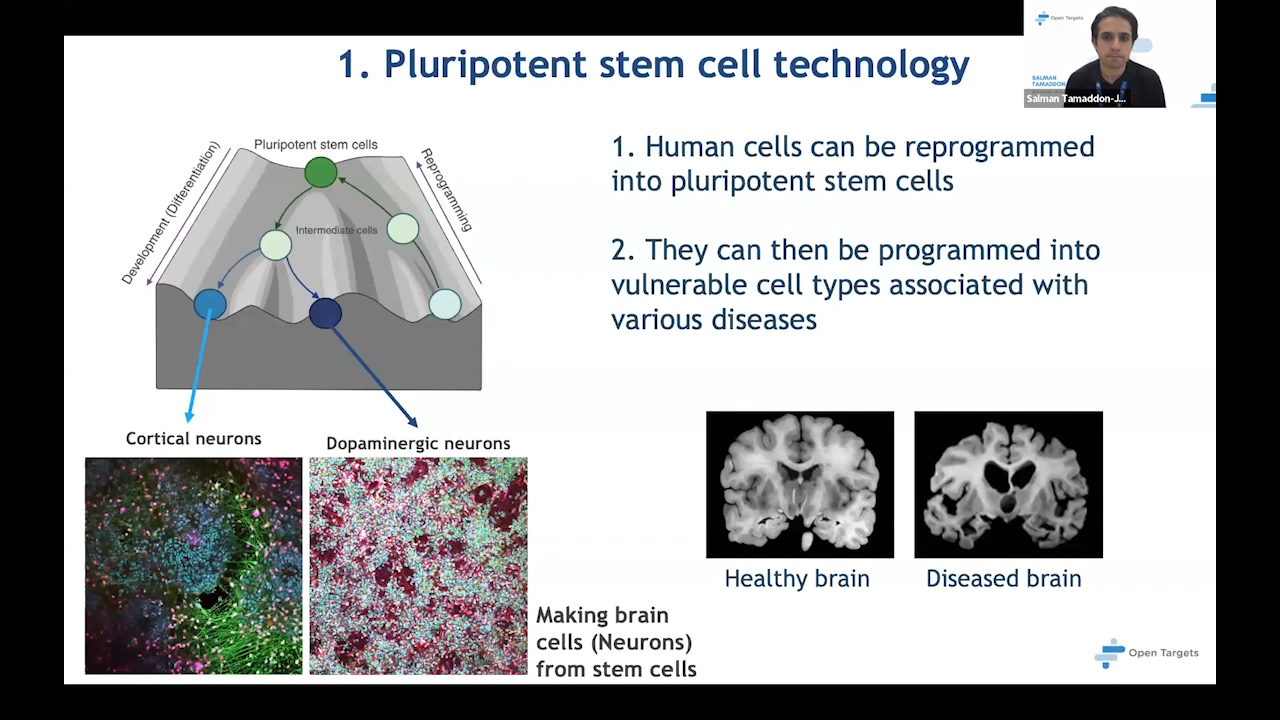 1. Pluripotent stem cell technology
Open Targets
SALMAN
TAMADDON
Salman Tamaddon-J...
Pluripotent stem cells
Development (Differentiation)
Reprogramming
Intermediate cells
Cortical neurons
Dopaminergic neurons
Making brain
cells (Neurons)
from stem cells
1. Human cells can be reprogrammed
into pluripotent stem cells
2. They can then be programmed into
vulnerable cell types associated with
various diseases
Healthy brain
Diseased brain
Open Targets